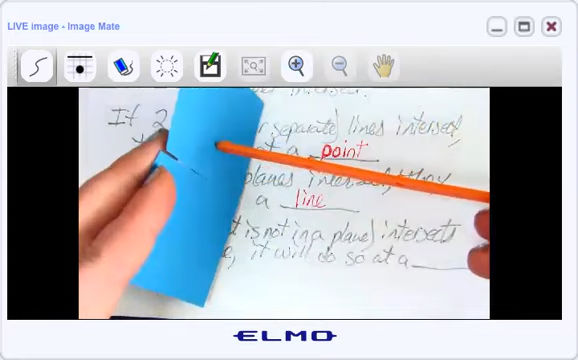 LIVE image - Image Mate
If 2
r separate) lines intersect,
at a point
planes intersect, they
a line
t is not in a plane) intersects
e, it will do so at a
ELMO